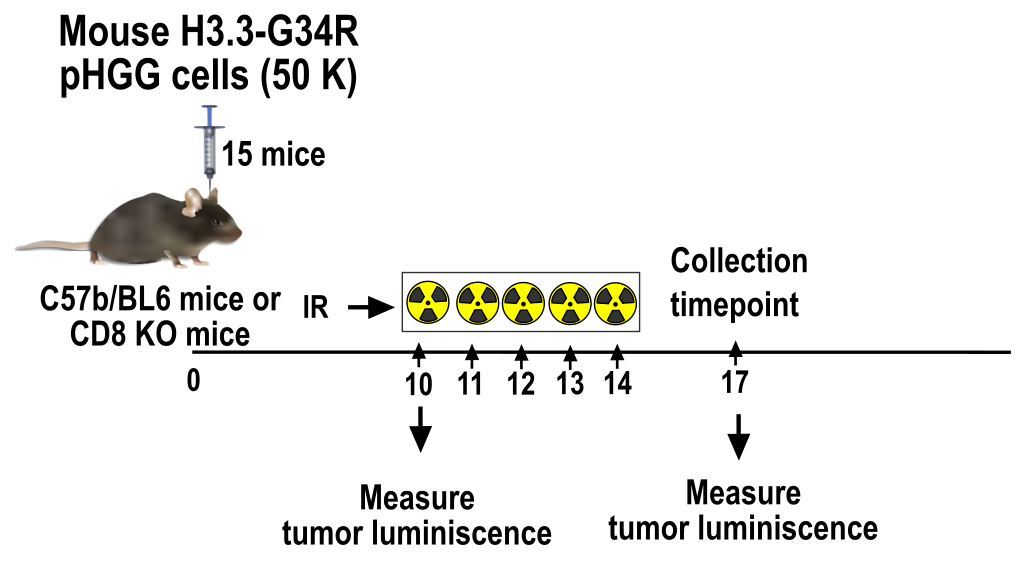 Mouse H3.3-G34R
pHGG cells (50 K)
15 mice
C57b/BL6 mice or
CD8 KO mice
IR
Collection
timepoint
0
10
11
12
13
14
17
Measure
tumor luminiscence
Measure
tumor luminiscence